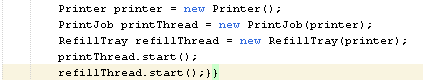 Printer printer = new Printer();
PrintJob printThread = new PrintJob(printer);
RefillTray refillThread = new RefillTray(printer);
printThread.start();
refillThread.start();}}